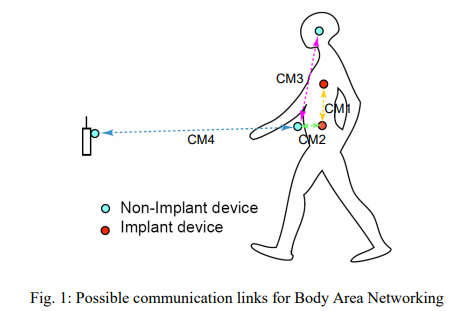 CM3
CM1
CM4
CM2
Non-Implant device
Implant device
Fig. 1: Possible communication links for Body Area Networking